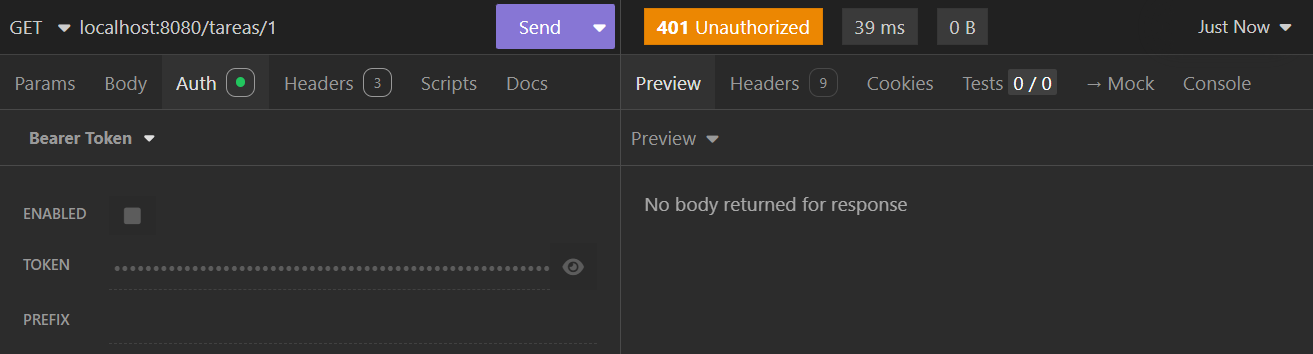 GET localhost:8080/tareas/1 Send
401 Unauthorized 39 ms 0 B Just Now
Params Body Auth Headers 3 Scripts Docs
Preview Headers 9 Cookies Tests 0 / 0 → Mock Console
Bearer Token
Preview
ENABLED
No body returned for response
TOKEN ••••••••••••••••••••••••••••••••••••••••••••••••••••••
PREFIX